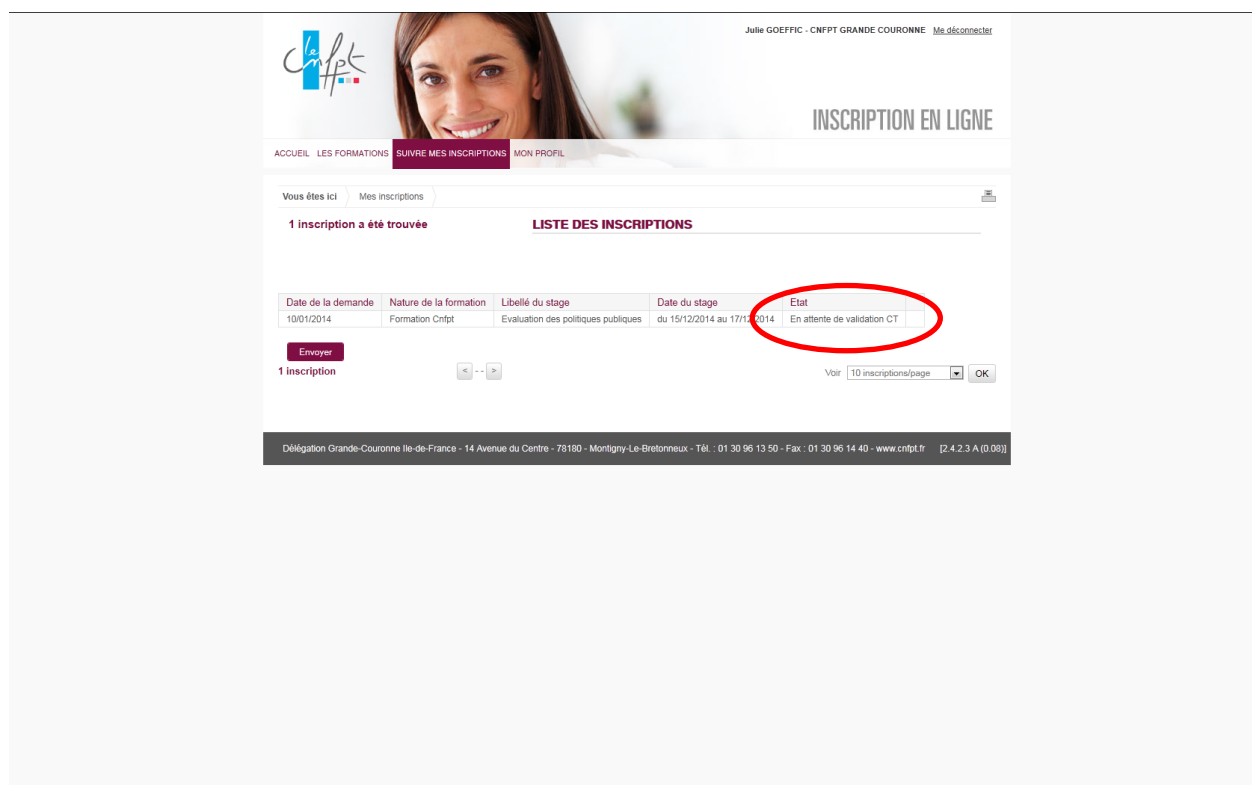 le
Cnfpt
Julie GOEFFIC - CNFPT GRANDE COURONNE Me déconnecter
INSCRIPTION EN LIGNE
ACCUEIL LES FORMATIONS SUIVRE MES INSCRIPTIONS MON PROFIL
Vous êtes ici Mes inscriptions
1 inscription a été trouvée LISTE DES INSCRIPTIONS
Date de la demande Nature de la formation Libellé du stage Date du stage Etat
10/01/2014 Formation Cnfpt Evaluation des politiques publiques du 15/12/2014 au 17/12/2014 En attente de validation CT
Envoyer
1 inscription < - - > Voir 10 inscriptions/page OK
Délégation Grande-Couronne Ile-de-France - 14 Avenue du Centre - 78180 - Montigny-Le-Bretonneux - Tél. : 01 30 96 13 50 - Fax : 01 30 96 14 40 - www.cnfpt.fr [2.4.2.3 A (0.08)]